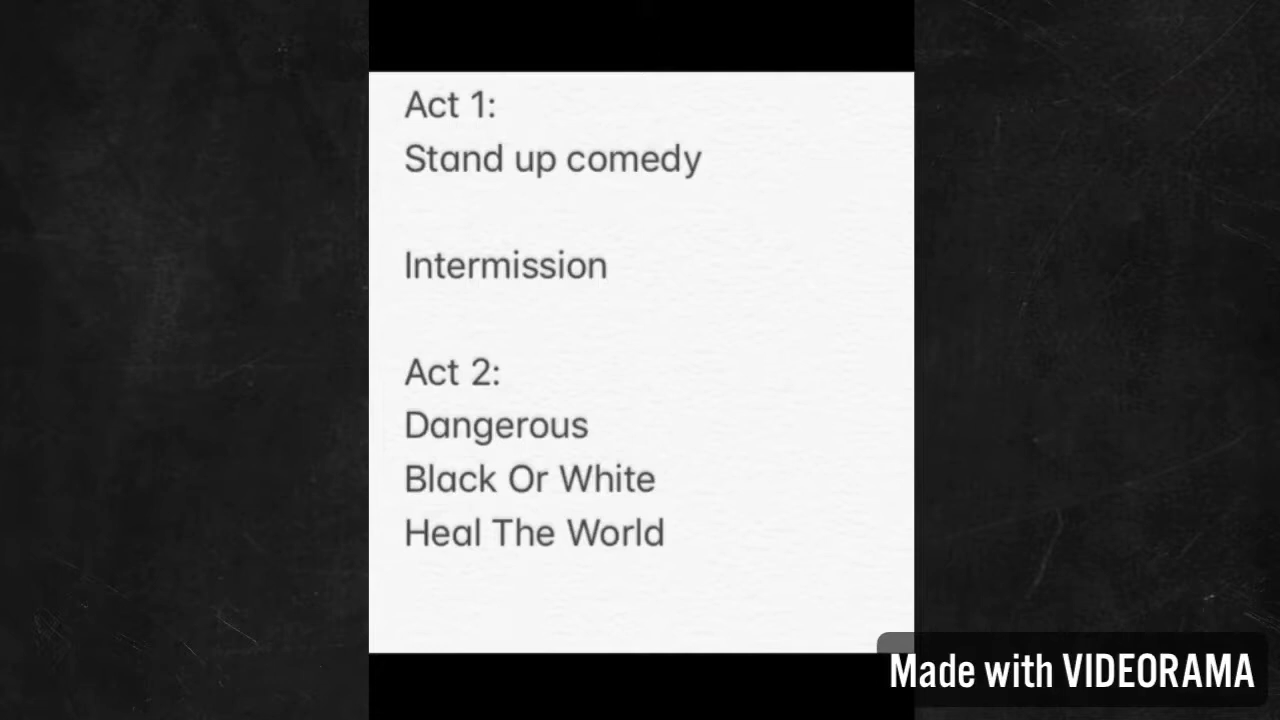 Act 1:
Stand up comedy
Intermission
Act 2:
Dangerous
Black Or White
Heal The World
Made with VIDEORAMA